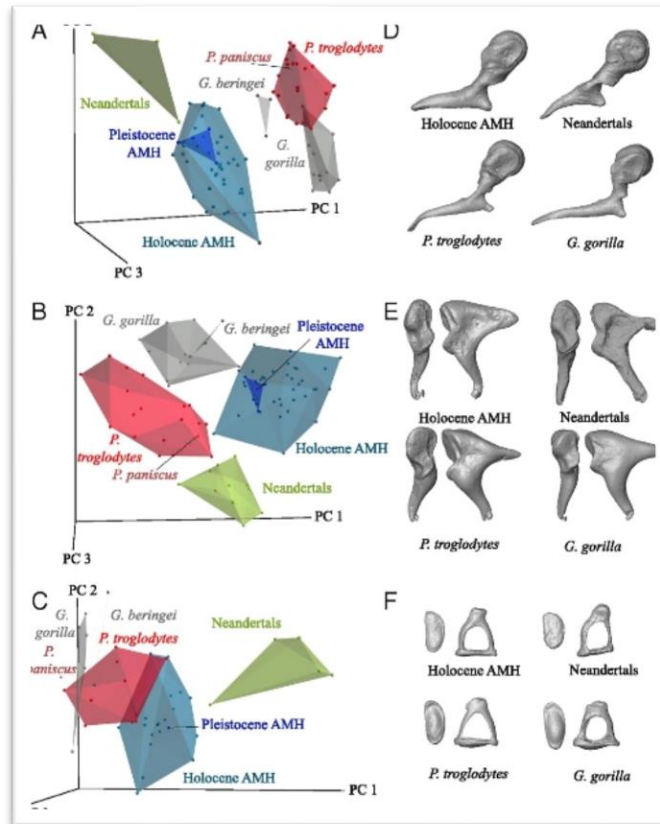 A
P. troglodytes
P. paniscus
G. beringei
Neandertals
Pleistocene
AMH
G.
gorilla
PC 1
Holocene AMH
PC 3
D
Holocene AMH
Neandertals
P. troglodytes
G. gorilla
B
PC 2
G. gorilla
G. beringei
Pleistocene
AMH
P.
troglodytes
P. paniscus
Holocene AMH
Neandertals
PC 1
PC 3
E
Holocene AMH
Neandertals
P. troglodytes
G. gorilla
C
PC 2
G.
gorilla
G. beringei
P. troglodytes
Neandertals
P.
paniscus
Pleistocene AMH
Holocene AMH
PC 1
F
Holocene AMH
Neandertals
P. troglodytes
G. gorilla